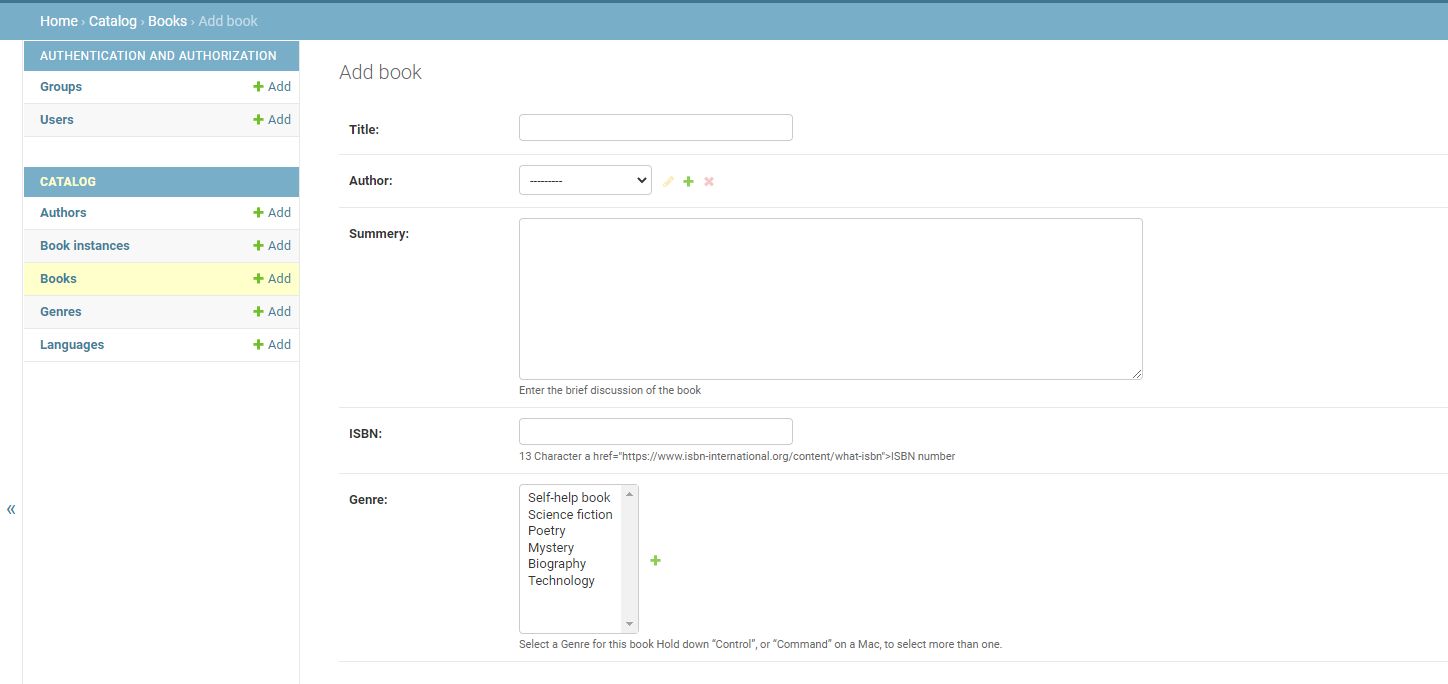 Home › Catalog › Books › Add book
AUTHENTICATION AND AUTHORIZATION
Groups + Add
Users + Add
CATALOG
Authors + Add
Book instances + Add
Books + Add
Genres + Add
Languages + Add
«
Add book
Title:
Author: ---------
Summery:
Enter the brief discussion of the book
ISBN:
13 Character a href="https://www.isbn-international.org/content/what-isbn">ISBN number
Genre:
Self-help book
Science fiction
Poetry
Mystery
Biography
Technology
Select a Genre for this book Hold down “Control”, or “Command” on a Mac, to select more than one.